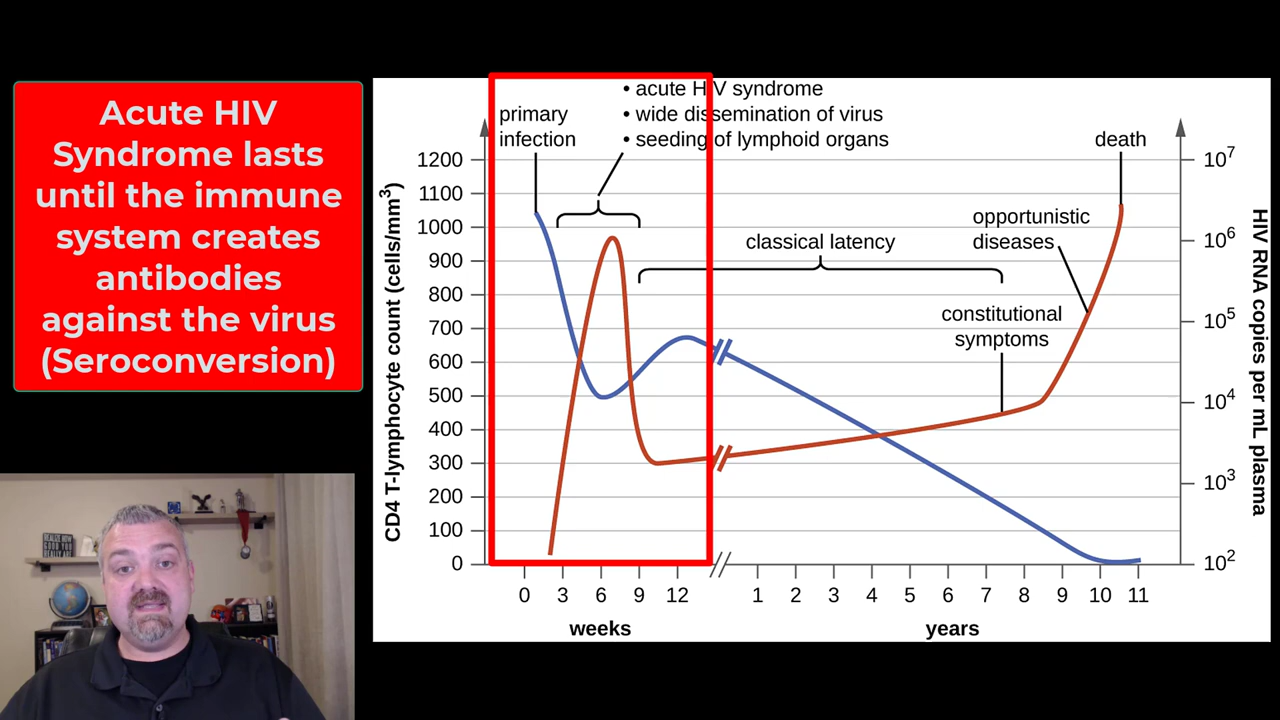 Acute HIV
Syndrome lasts
until the immune
system creates
antibodies
against the virus
(Seroconversion)
• acute HIV syndrome
• wide dissemination of virus
• seeding of lymphoid organs
primary
infection
death
opportunistic
diseases
classical latency
constitutional
symptoms
CD4 T-lymphocyte count (cells/mm³)
1200
1100
1000
900
800
700
600
500
400
300
200
100
0
10⁷
10⁶
10⁵
10⁴
10³
10²
HIV RNA copies per mL plasma
0 3 6 9 12 1 2 3 4 5 6 7 8 9 10 11
weeks years